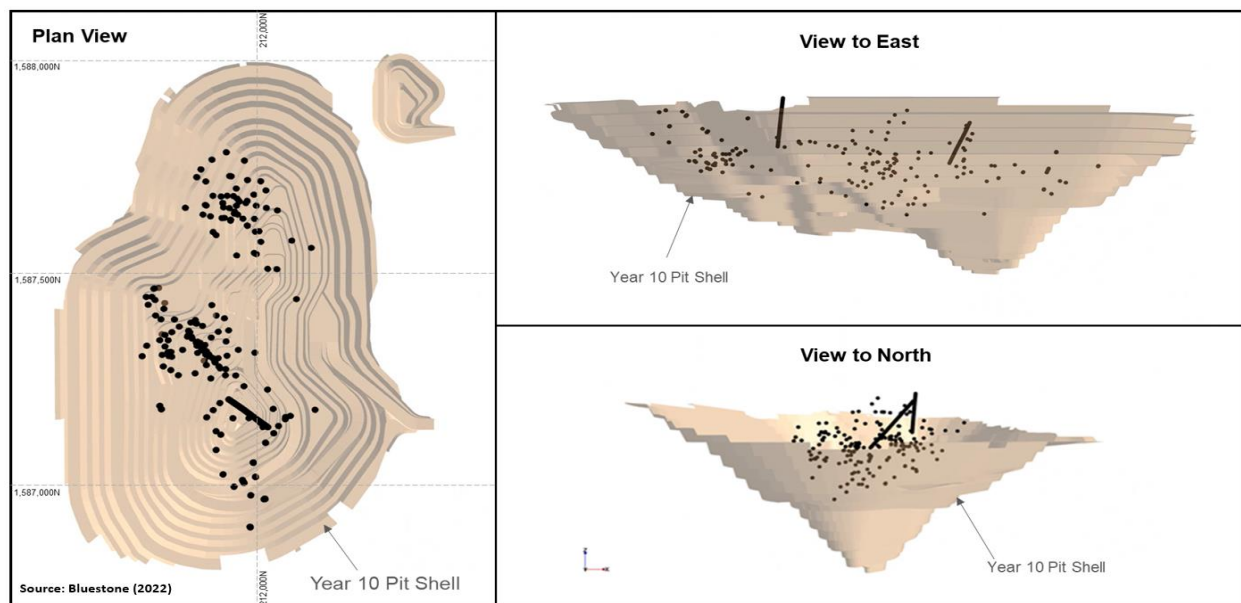 Plan View
212,000N
1,588,000N
1,587,500N
1,587,000N
Year 10 Pit Shell
212,000N
Source: Bluestone (2022)
View to East
Year 10 Pit Shell
View to North
Year 10 Pit Shell